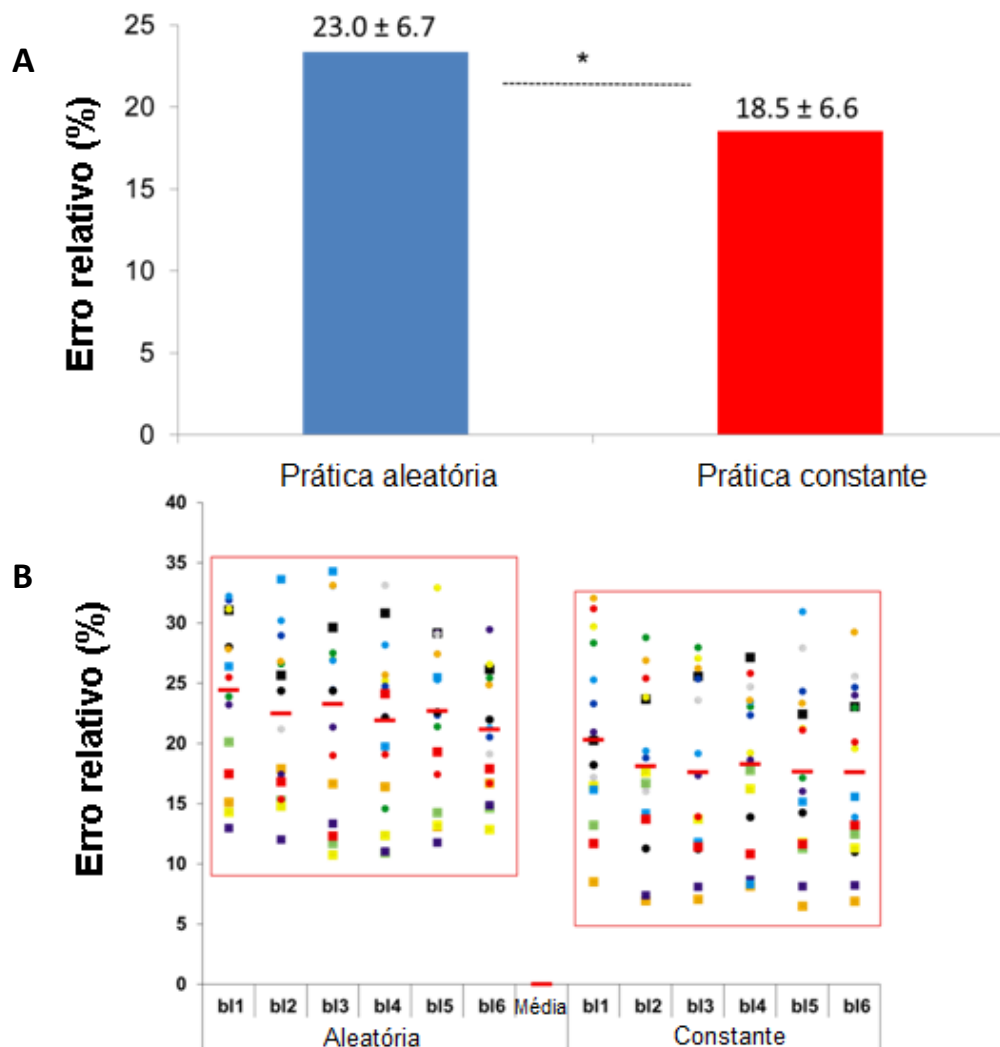 A
Erro relativo (%)
25
20
15
10
5
0
23.0 ± 6.7
*
18.5 ± 6.6
Prática aleatória
Prática constante
B
Erro relativo (%)
40
35
30
25
20
15
10
5
0
bl1 bl2 bl3 bl4 bl5 bl6 Média bl1 bl2 bl3 bl4 bl5 bl6
Aleatória Constante